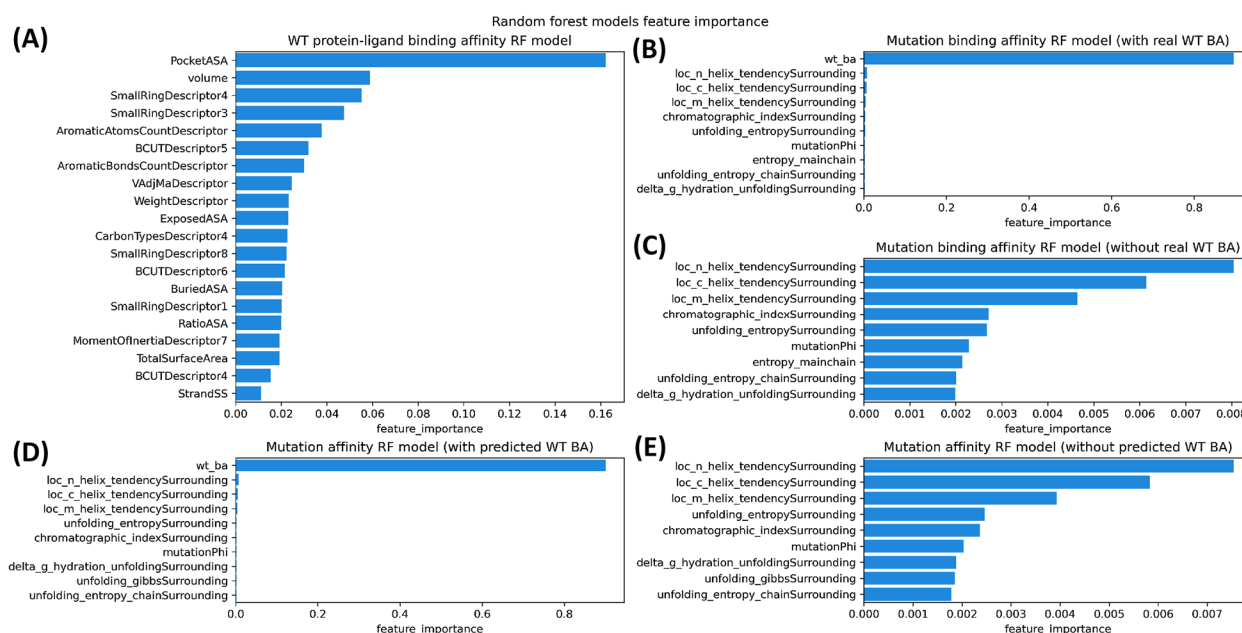 Random forest models feature importance
(A)
WT protein-ligand binding affinity RF model
PocketASA
volume
SmallRingDescriptor4
SmallRingDescriptor3
AromaticAtomsCountDescriptor
BCUTDescriptor5
AromaticBondsCountDescriptor
VAdjMaDescriptor
WeightDescriptor
ExposedASA
CarbonTypesDescriptor4
SmallRingDescriptor8
BCUTDescriptor6
BuriedASA
SmallRingDescriptor1
RatioASA
MomentOfInertiaDescriptor7
TotalSurfaceArea
BCUTDescriptor4
StrandSS
0.00 0.02 0.04 0.06 0.08 0.10 0.12 0.14 0.16
feature_importance
(B)
Mutation binding affinity RF model (with real WT BA)
wt_ba
loc_n_helix_tendencySurrounding
loc_c_helix_tendencySurrounding
loc_m_helix_tendencySurrounding
chromatographic_indexSurrounding
unfolding_entropySurrounding
mutationPhi
entropy_mainchain
unfolding_entropy_chainSurrounding
delta_g_hydration_unfoldingSurrounding
0.0 0.2 0.4 0.6 0.8
feature_importance
(C)
Mutation binding affinity RF model (without real WT BA)
loc_n_helix_tendencySurrounding
loc_c_helix_tendencySurrounding
loc_m_helix_tendencySurrounding
chromatographic_indexSurrounding
unfolding_entropySurrounding
mutationPhi
entropy_mainchain
unfolding_entropy_chainSurrounding
delta_g_hydration_unfoldingSurrounding
0.000 0.001 0.002 0.003 0.004 0.005 0.006 0.007 0.008
feature_importance
(D)
Mutation affinity RF model (with predicted WT BA)
wt_ba
loc_n_helix_tendencySurrounding
loc_c_helix_tendencySurrounding
loc_m_helix_tendencySurrounding
unfolding_entropySurrounding
chromatographic_indexSurrounding
mutationPhi
delta_g_hydration_unfoldingSurrounding
unfolding_gibbsSurrounding
unfolding_entropy_chainSurrounding
0.0 0.2 0.4 0.6 0.8
feature_importance
(E)
Mutation affinity RF model (without predicted WT BA)
loc_n_helix_tendencySurrounding
loc_c_helix_tendencySurrounding
loc_m_helix_tendencySurrounding
unfolding_entropySurrounding
chromatographic_indexSurrounding
mutationPhi
delta_g_hydration_unfoldingSurrounding
unfolding_gibbsSurrounding
unfolding_entropy_chainSurrounding
0.000 0.001 0.002 0.003 0.004 0.005 0.006 0.007
feature_importance